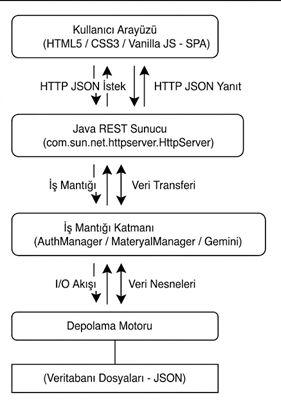 Kullanıcı Arayüzü
(HTML5 / CSS3 / Vanilla JS - SPA)
HTTP JSON İstek
HTTP JSON Yanıt
Java REST Sunucu
(com.sun.net.httpserver.HttpServer)
İş Mantığı
Veri Transferi
İş Mantığı Katmanı
(AuthManager / MateryalManager / Gemini)
I/O Akışı
Veri Nesneleri
Depolama Motoru
(Veritabanı Dosyaları - JSON)